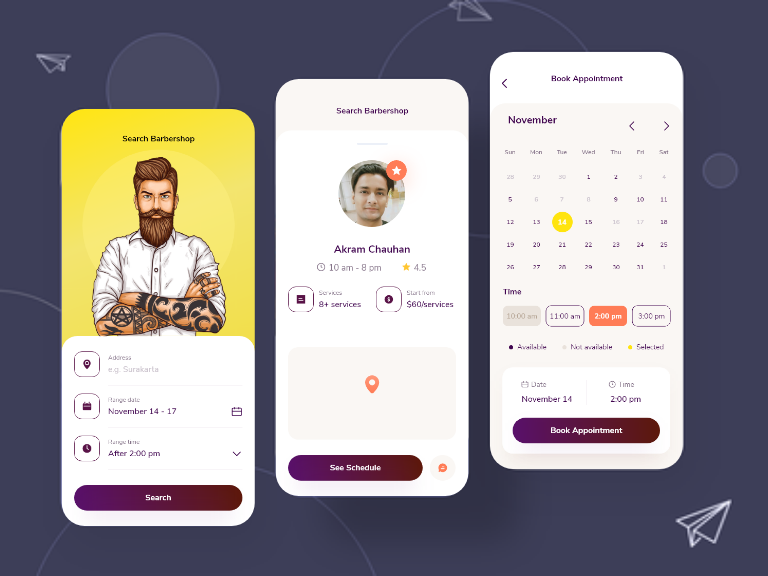 Search Barbershop
Address
e.g. Surakarta
Range date
November 14 - 17
Range time
After 2:00 pm
Search
Search Barbershop
Akram Chauhan
10 am - 8 pm
4.5
Services
8+ services
Start from
$60/services
See Schedule
Book Appointment
November
Sun Mon Tue Wed Thu Fri Sat
28 29 30 1 2 3 4
5 6 7 8 9 10 11
12 13 14 15 16 17 18
19 20 21 22 23 24 25
26 27 28 29 30 31 1
Time
10:00 am 11:00 am 2:00 pm 3:00 pm
Available Not available Selected
Date Time
November 14 2:00 pm
Book Appointment